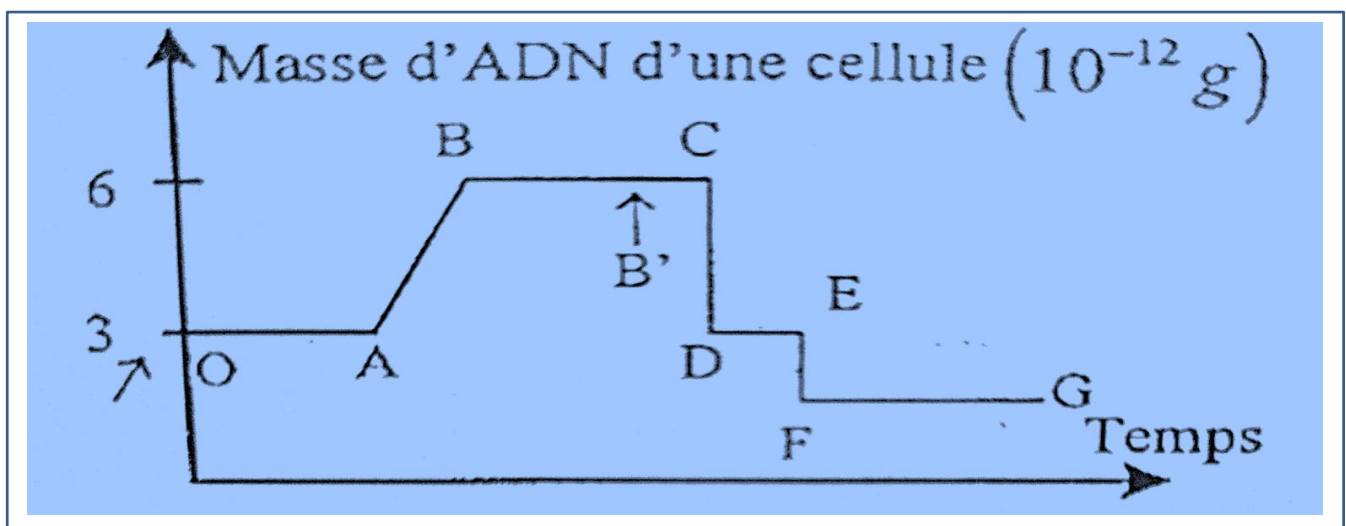 Masse d'ADN d'une cellule (10⁻¹² g)
B
C
6
B'
E
3
O
A
D
G
F
Temps